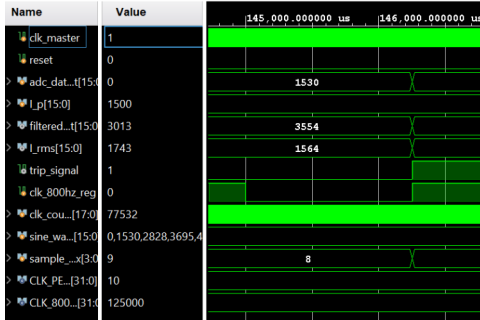 Name Value 145,000.000000 us 146,000.000000 us
clk_master 1
reset 0
adc_dat...t[15:0 0 1530
I_p[15:0] 1500
filtered...t[15:0 3013 3554
I_rms[15:0] 1743 1564
trip_signal 1
clk_800hz_reg 0
clk_cou...[17:0] 77532
sine_wa...[15:0 0,1530,2828,3695,4
sample_...x[3:0 9 8
CLK_PE...[31:0] 10
CLK_800...[31:0 125000